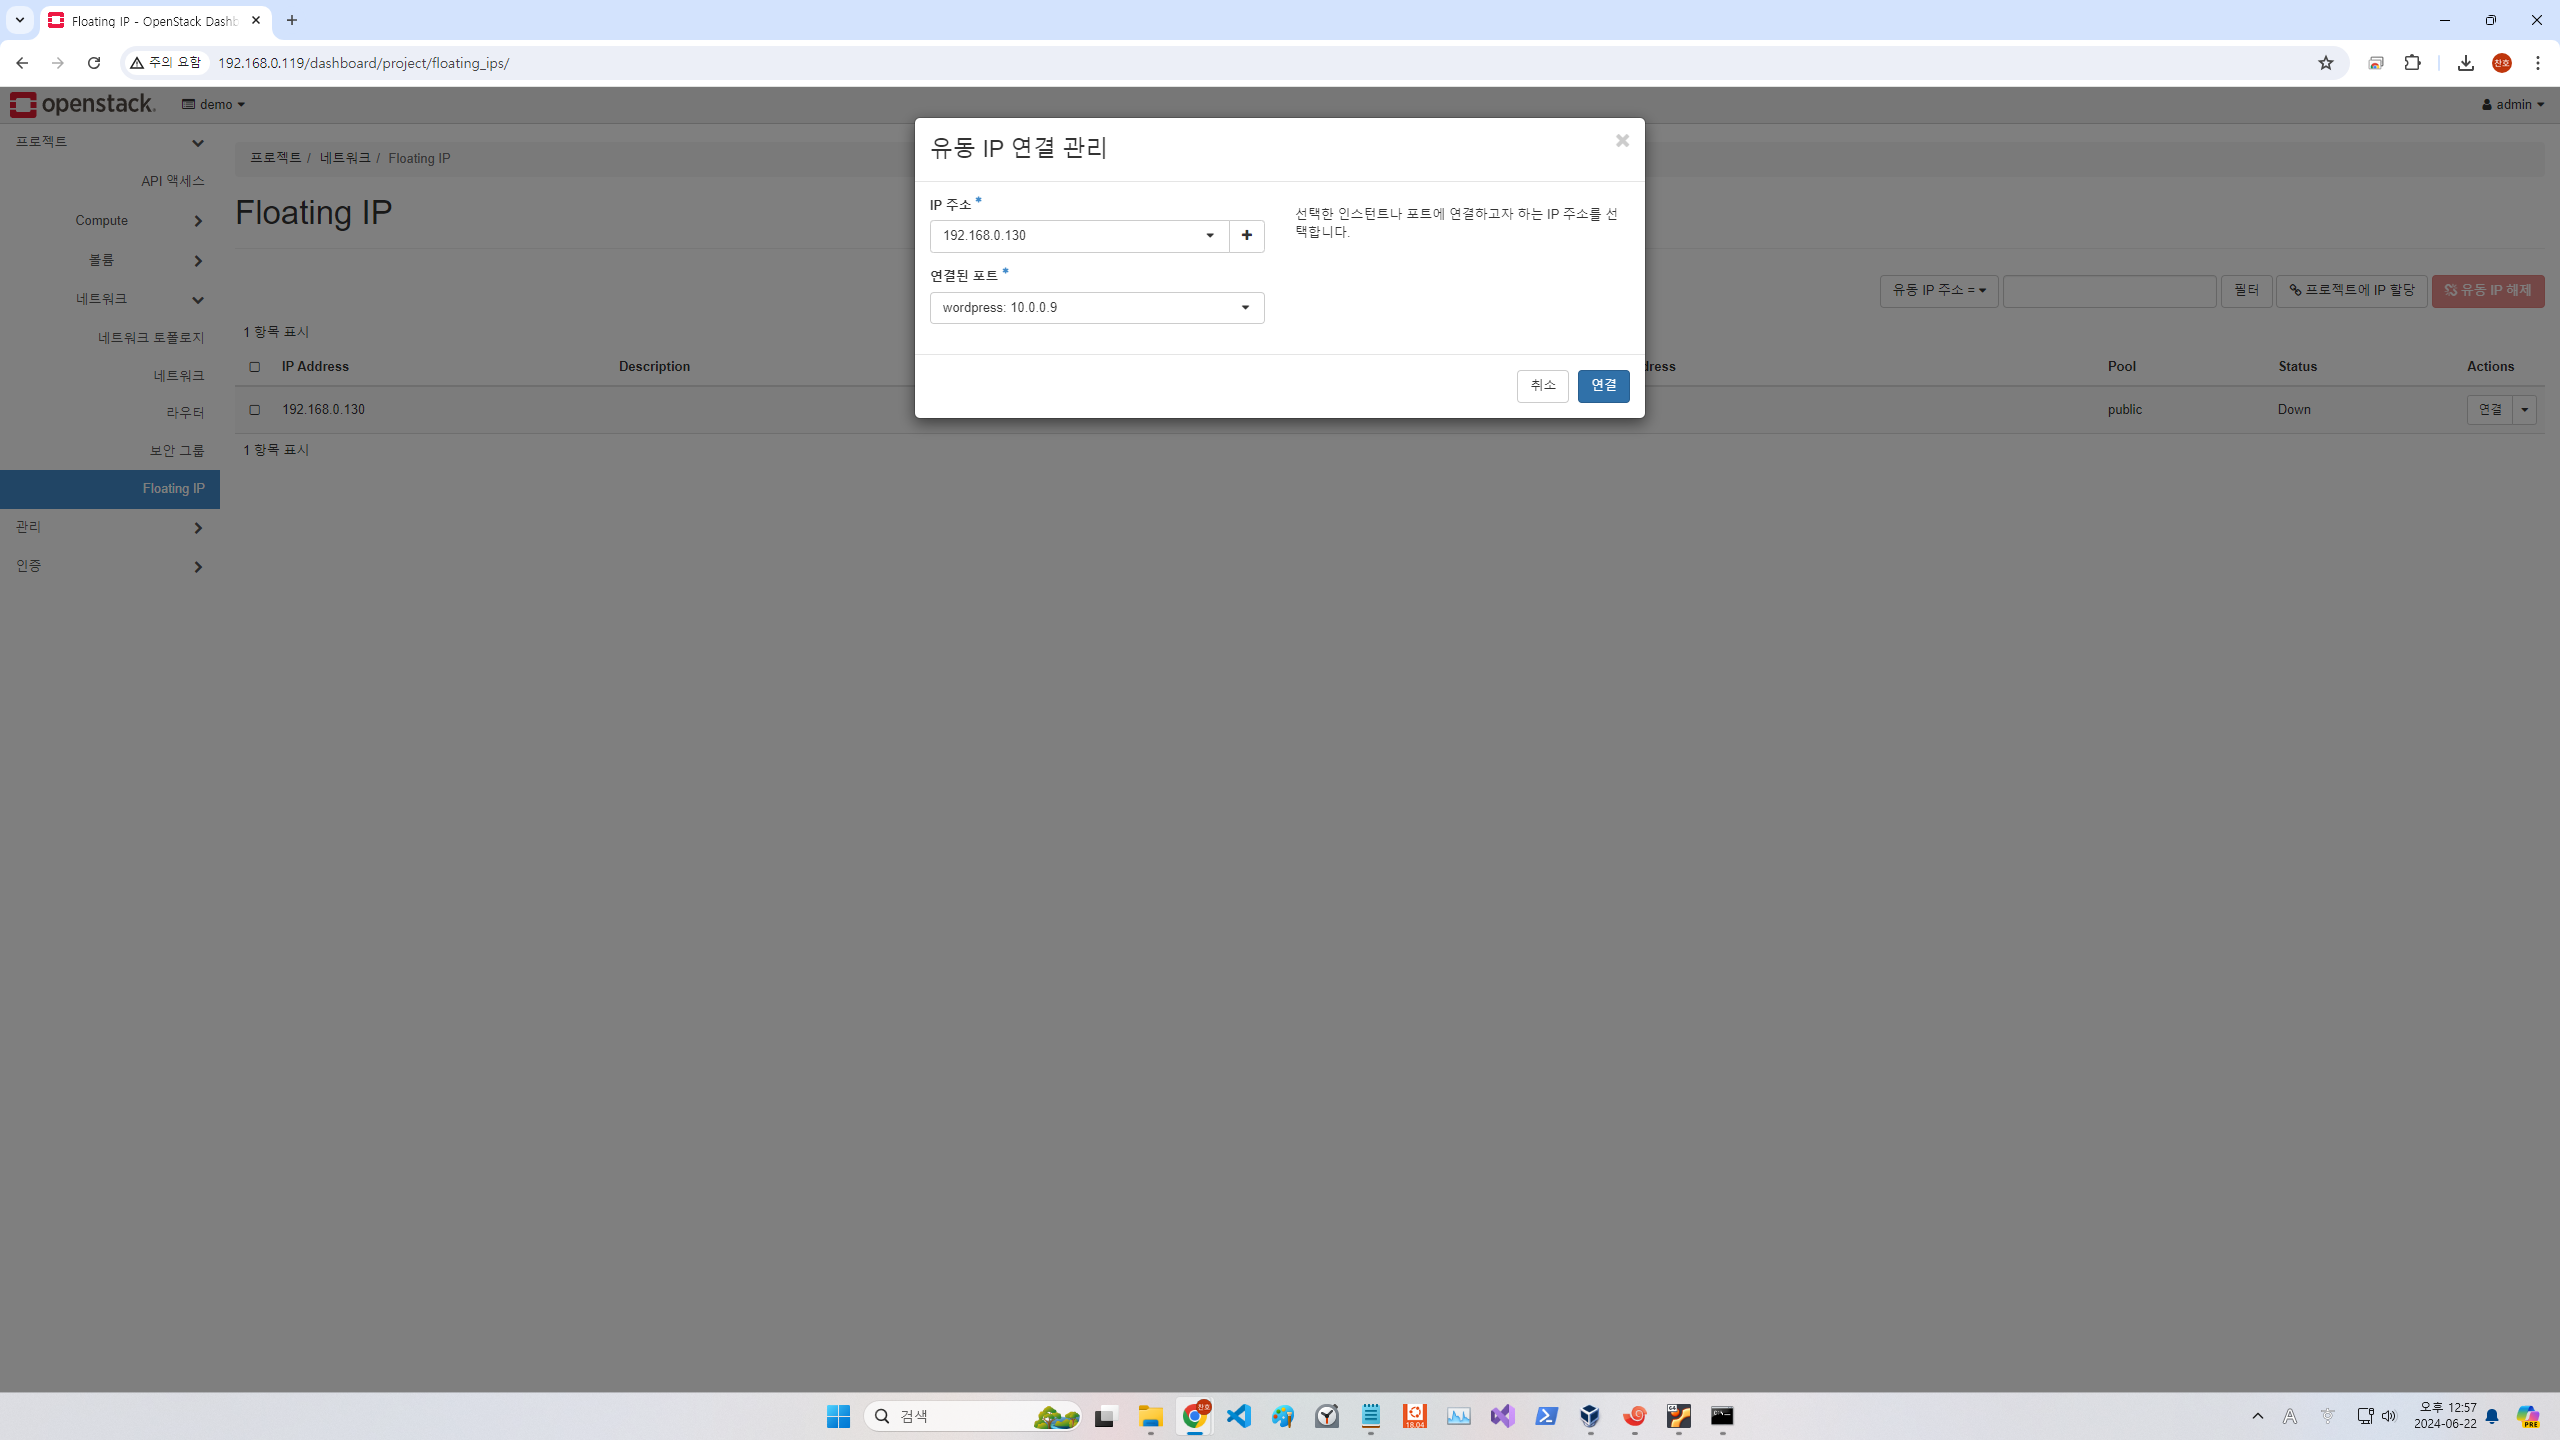 Floating IP - OpenStack Dashb
주의 요함
192.168.0.119/dashboard/project/floating_ips/
찬호
openstack.
demo
admin
프로젝트
API 액세스
Compute
볼륨
네트워크
네트워크 토폴로지
네트워크
라우터
보안 그룹
Floating IP
관리
인증
프로젝트 / 네트워크 / Floating IP
Floating IP
유동 IP 주소 =
필터
프로젝트에 IP 할당
유동 IP 해제
1 항목 표시
IP Address Description dress Pool Status Actions
192.168.0.130 public Down 연결
1 항목 표시
유동 IP 연결 관리
IP 주소 *
192.168.0.130
연결된 포트 *
wordpress: 10.0.0.9
선택한 인스턴트나 포트에 연결하고자 하는 IP 주소를 선
택합니다.
취소
연결
검색
찬호
18.04
A
오후 12:57
2024-06-22
PRE